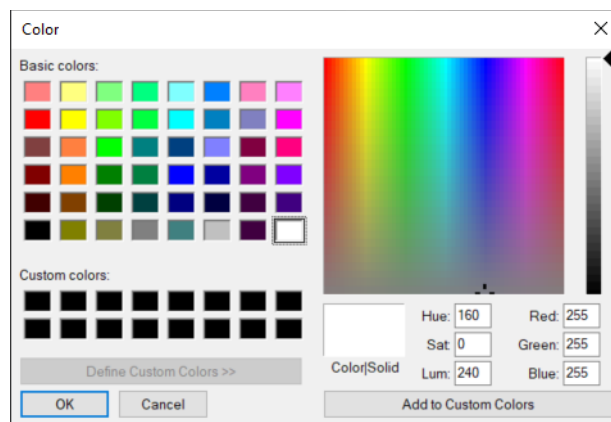 Color
Basic colors:
Custom colors:
Define Custom Colors >>
OK
Cancel
Color|Solid
Hue: 160
Sat: 0
Lum: 240
Red: 255
Green: 255
Blue: 255
Add to Custom Colors